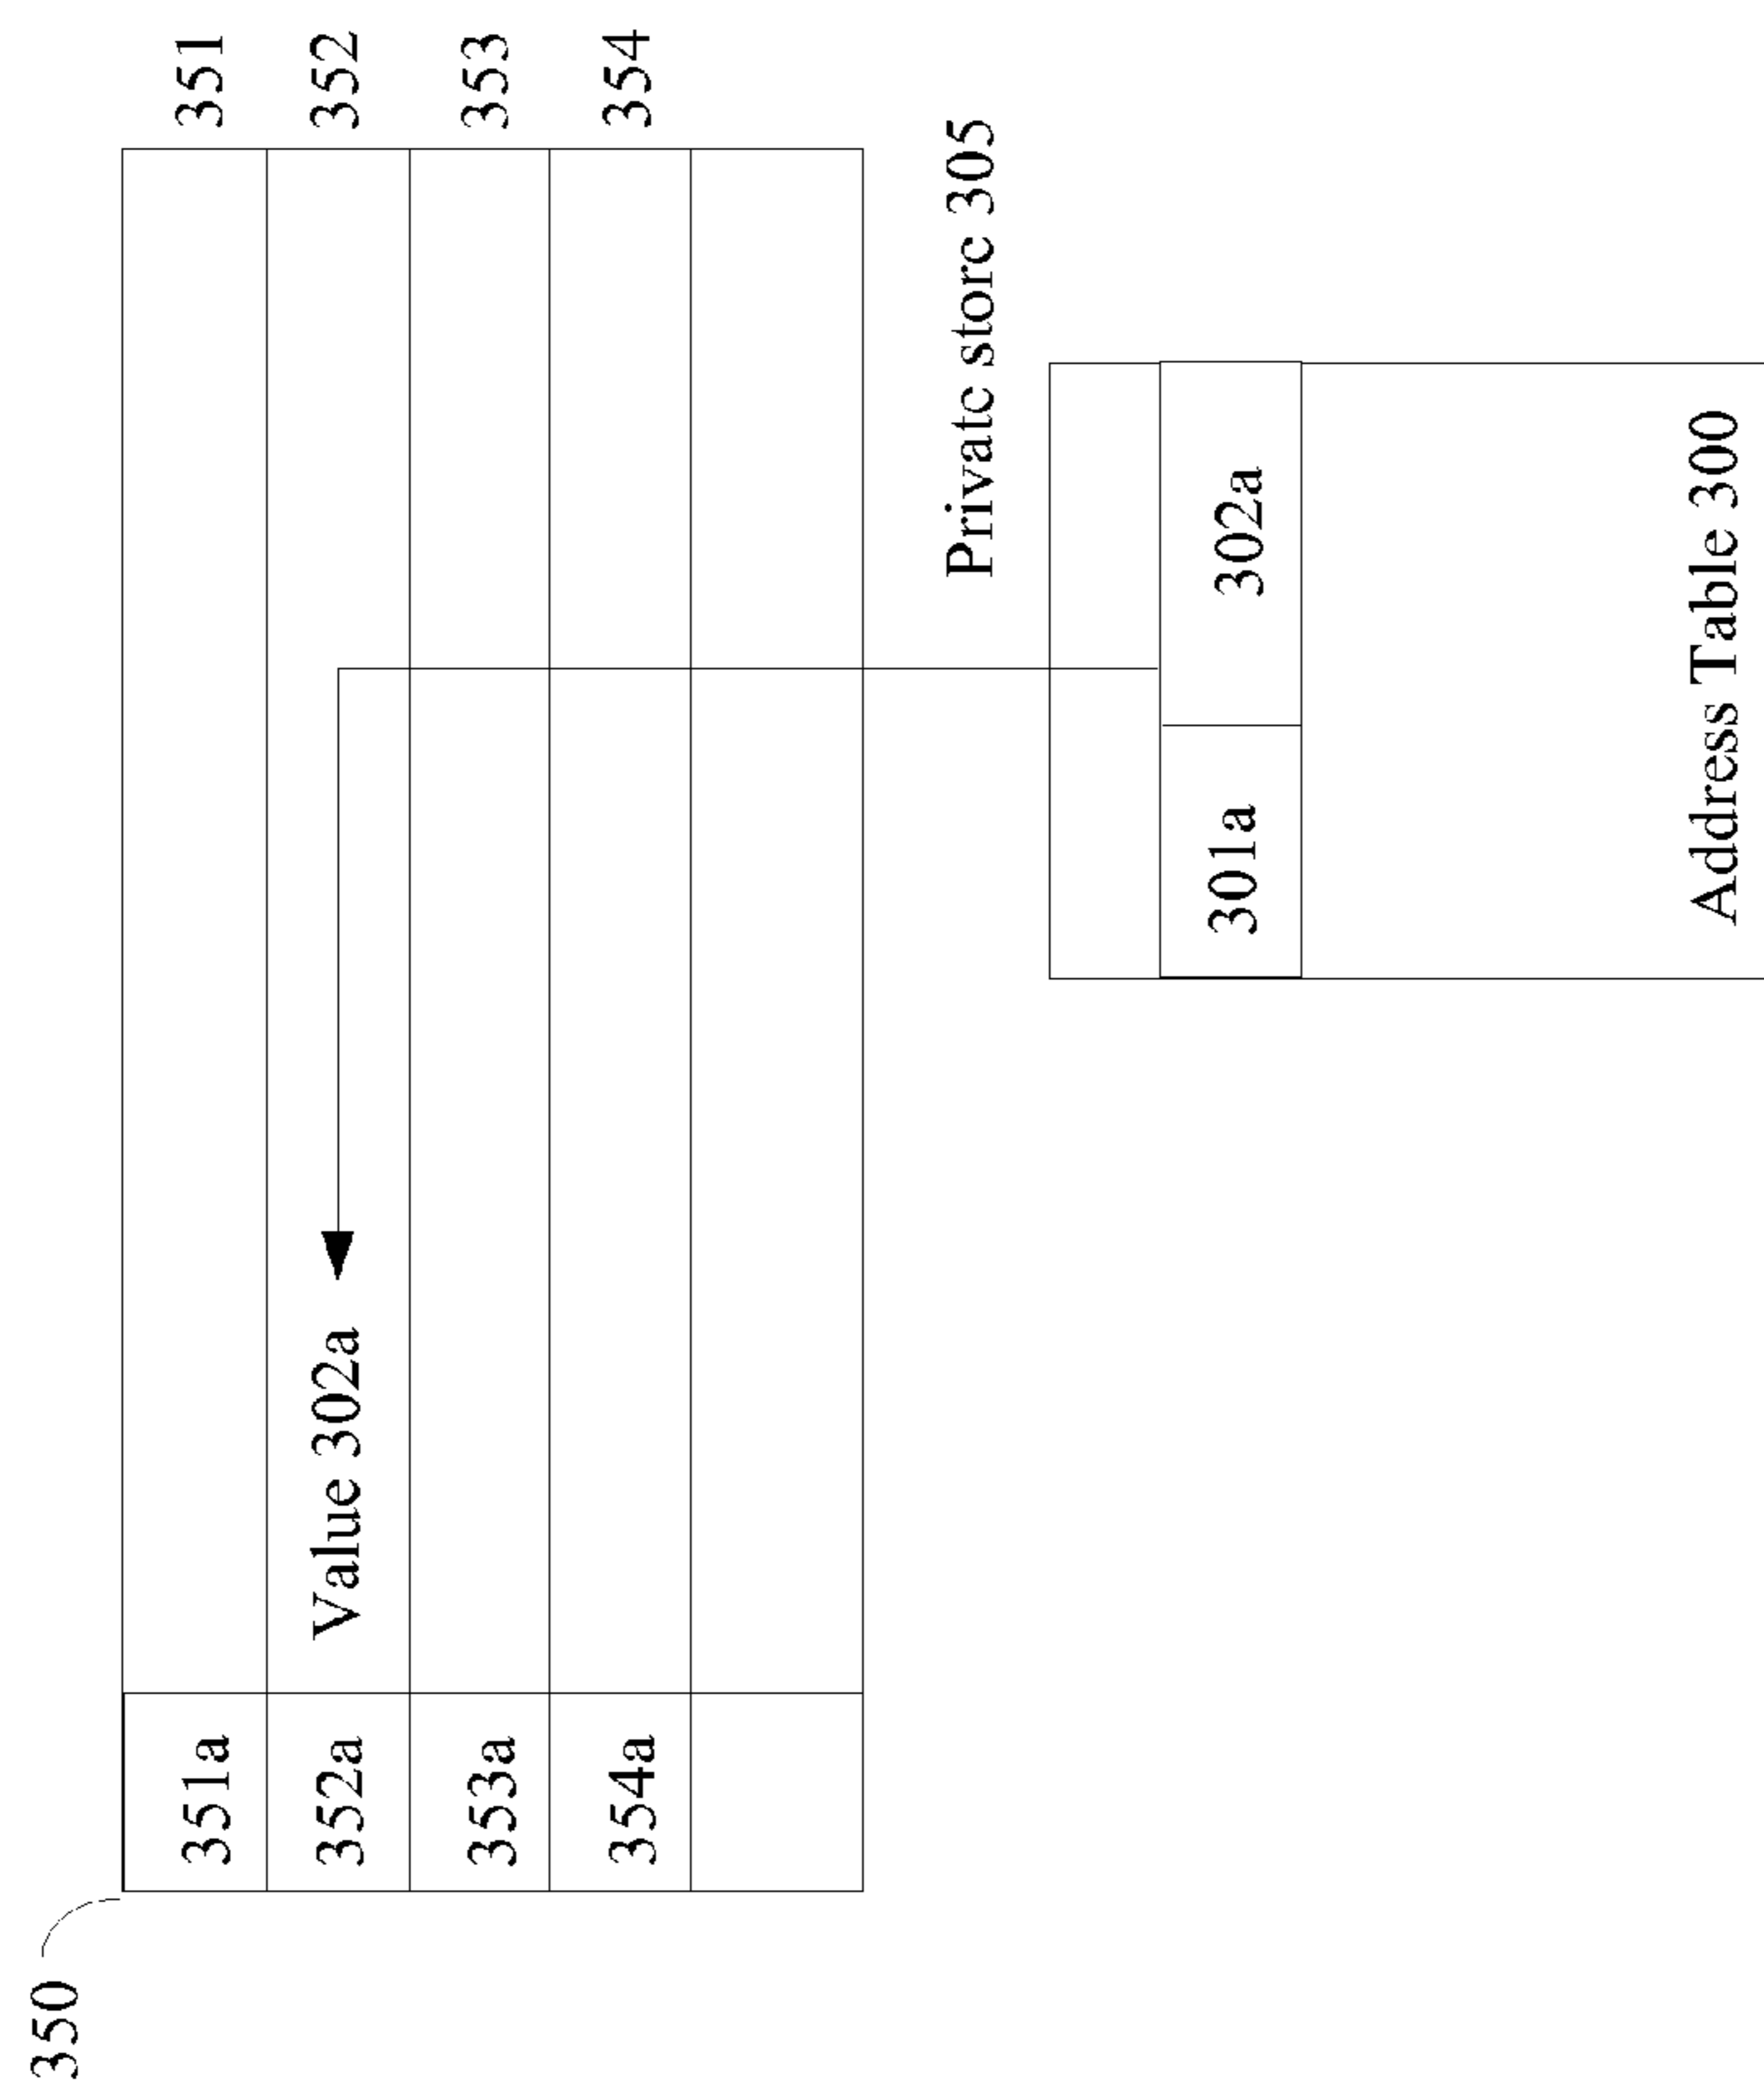 350
351a
351
352a
Value 302a
352
353a
353
354a
354
Private store 305
301a
302a
Address Table 300